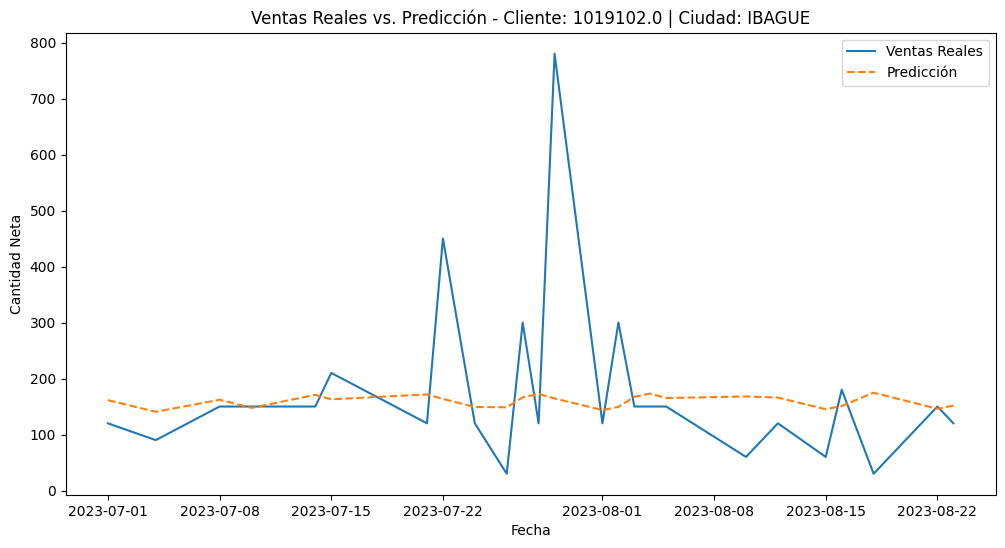 Ventas Reales vs. Predicción - Cliente: 1019102.0 | Ciudad: IBAGUE
Ventas Reales
Predicción
800
700
600
500
400
300
200
100
0
Cantidad Neta
2023-07-01 2023-07-08 2023-07-15 2023-07-22 2023-08-01 2023-08-08 2023-08-15 2023-08-22
Fecha